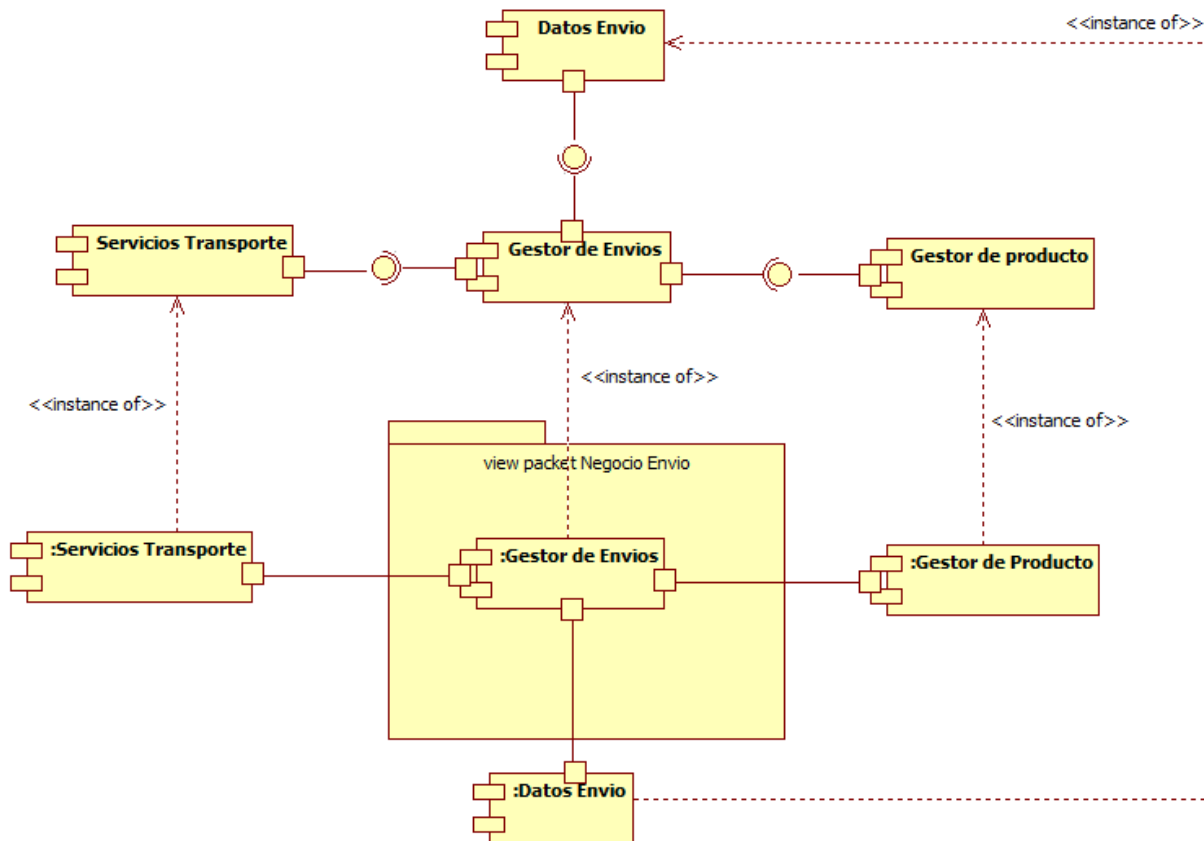 Datos Envio
<<instance of>>
Servicios Transporte
Gestor de Envios
Gestor de producto
<<instance of>>
<<instance of>>
<<instance of>>
view packet Negocio Envio
:Servicios Transporte
:Gestor de Envios
:Gestor de Producto
:Datos Envio